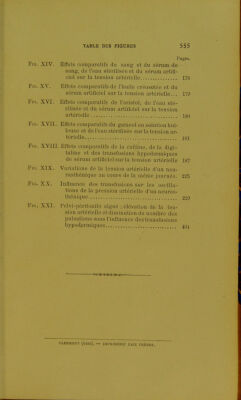 TABLE DES FIGURES 555
Pages.
FIG. XIV. Effets comparatifs du sang et du sérum du
sang, de l'eau stérilisée et du sérum artifi-
ciel sur la tension artérielle 178
FIG. XV. Effets comparatifs de l'huile créosotée et du
sérum artificiel sur la tension artérielle 179
FIG. XVI. Effets comparatifs de l'aristol, de l'eau sté-
rilisée et du sérum artificiel sur la tension
artérielle 180
FIG. XVII. Effets comparatifs du gaïacol en solution hui-
leuse et de l'eau stérilisée sur la tension ar-
térielle 181
FIG. XVIII. Effets comparatifs de la caféine, de la digi-
taline et des transfusions hypodermiques
de sérum artificiel sur la tension artérielle 187
FIG. XIX. Variations de la tension artérielle d'un neu-
rasthénique au cours de la même journée. 225
FIG. XX. Influence des transfusions sur les oscilla-
tions de la pression artérielle d'un neuras-
thénique 229
FIG. XXI. Pelvi-péritonite aiguë ; élévation de la ten-
sion artérielle et diminution du nombre des
pulsations sous l'influence des transfusions
hypodermiques 401
CLERMONT (OISE). — IMPRIMERIE DAIX FRÈRES.